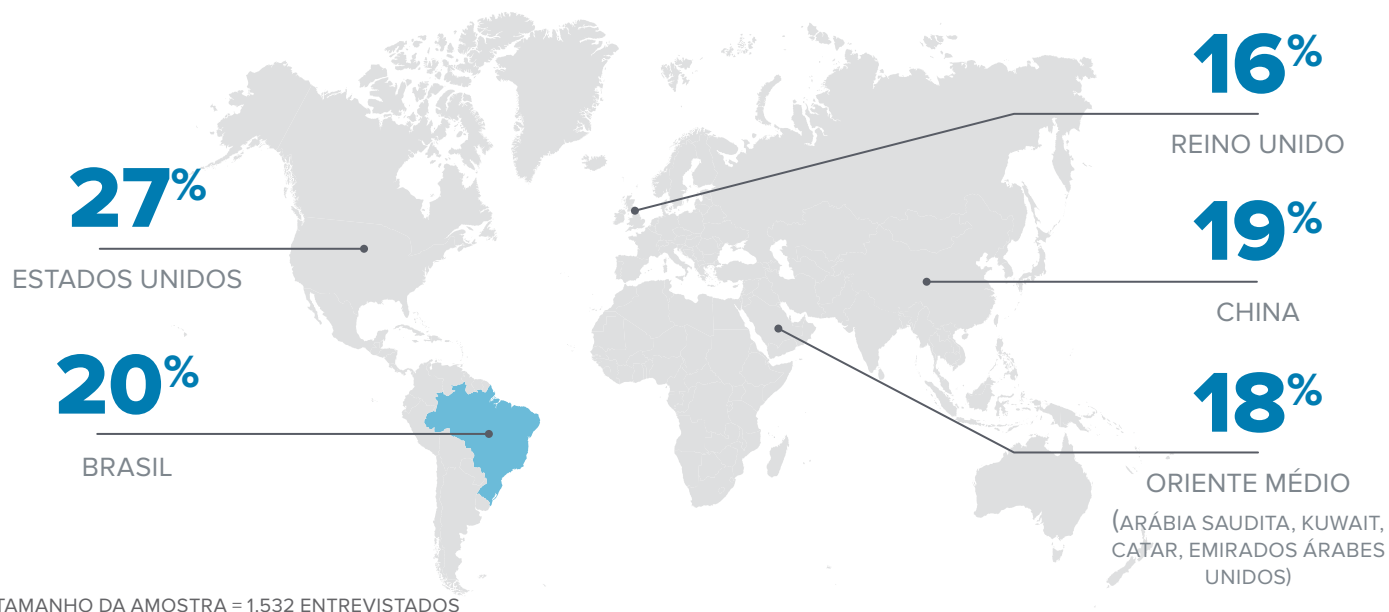 27%
ESTADOS UNIDOS
20%
BRASIL
16%
REINO UNIDO
19%
CHINA
18%
ORIENTE MÉDIO
(ARÁBIA SAUDITA, KUWAIT,
CATAR, EMIRADOS ÁRABES
UNIDOS)
TAMANHO DA AMOSTRA = 1.532 ENTREVISTADOS